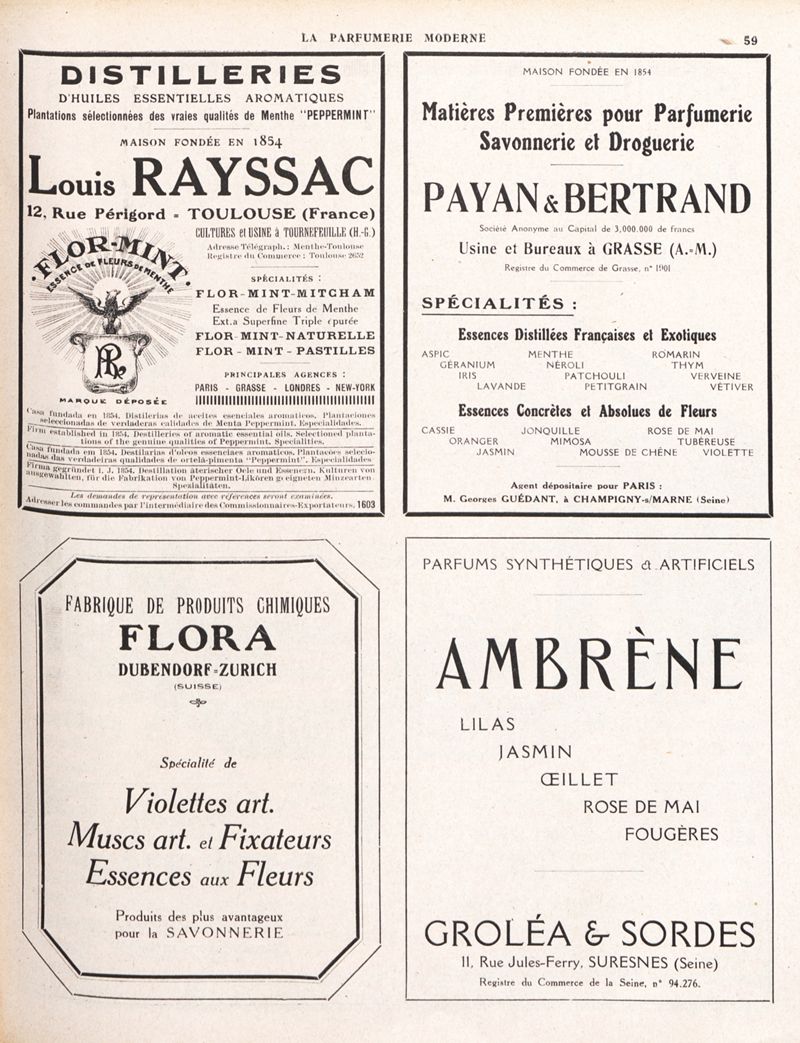 LA PARFUMERIE MODERNE
59
DISTILLERIES
D'HUILES ESSENTIELLES AROMATIQUES
Plantations sélectionnées des vraies qualités de Menthe "PEPPERMINT"
MAISON FONDÉE EN 1854
Louis RAYSSAC
12, Rue Périgord - TOULOUSE (France)
FLOR-MINT
ESSENCE DE FLEURS DE MENTHE
MARQUE DÉPOSÉE
CULTURES et USINE à TOURNEFEUILLE (H.-G.)
Adresse Télégraph.: Menthe-Toulouse
Registre du Commerce: Toulouse 2652
SPÉCIALITÉS :
FLOR-MINT-MITCHAM
Essence de Fleurs de Menthe
Ext.a Superfine Triple épurée
FLOR-MINT-NATURELLE
FLOR - MINT - PASTILLES
PRINCIPALES AGENCES :
PARIS - GRASSE - LONDRES - NEW-YORK
Casa fundada en 1854. Distilerias de aceites esenciales aromaticos. Plantaciones
seleccionadas de verdaderas calidades de Menta Peppermint. Especialidades.
Firm established in 1854. Destilleries of aromatic essential oils. Selectioned planta-
tions of the genuine qualities of Peppermint. Specialities.
Casa fundada em 1854. Destilarias d'oleos essenciaes aromaticos. Plantacões selecio-
nadas das verdadeiras qualidades de ortelà-pimenta "Peppermint". Especialidades
Firma gegründet i. J. 1854. Destillation äterischer Oele und Essenzen. Kulturen von
ausgewählten, für die Fabrikation von Peppermint-Likören geeigneten Minzearten.
Spezialitäten.
Les demandes de représentation avec références seront examinées.
Adresser les commandes par l'intermédiaire des Commissionnaires-Exportateurs. 1603
MAISON FONDÉE EN 1854
Matières Premières pour Parfumerie
Savonnerie et Droguerie
PAYAN & BERTRAND
Société Anonyme au Capital de 3,000.000 de francs
Usine et Bureaux à GRASSE (A.-M.)
Registre du Commerce de Grasse, n° 1901
SPÉCIALITÉS :
Essences Distillées Françaises et Exotiques
ASPIC MENTHE ROMARIN
GÉRANIUM NÉROLI THYM
IRIS PATCHOULI VERVEINE
LAVANDE PETITGRAIN VÉTIVER
Essences Concrètes et Absolues de Fleurs
CASSIE JONQUILLE ROSE DE MAI
ORANGER MIMOSA TUBÉREUSE
JASMIN MOUSSE DE CHÊNE VIOLETTE
Agent dépositaire pour PARIS :
M. Georges GUÉDANT, à CHAMPIGNY-s/MARNE (Seine)
FABRIQUE DE PRODUITS CHIMIQUES
FLORA
DUBENDORF-ZURICH
(SUISSE)
Spécialité de
Violettes art.
Muscs art. et Fixateurs
Essences aux Fleurs
Produits des plus avantageux
pour la SAVONNERIE
PARFUMS SYNTHÉTIQUES & ARTIFICIELS
AMBRÈNE
LILAS
JASMIN
ŒILLET
ROSE DE MAI
FOUGÈRES
GROLÉA & SORDES
11, Rue Jules-Ferry, SURESNES (Seine)
Registre du Commerce de la Seine, n° 94.276.